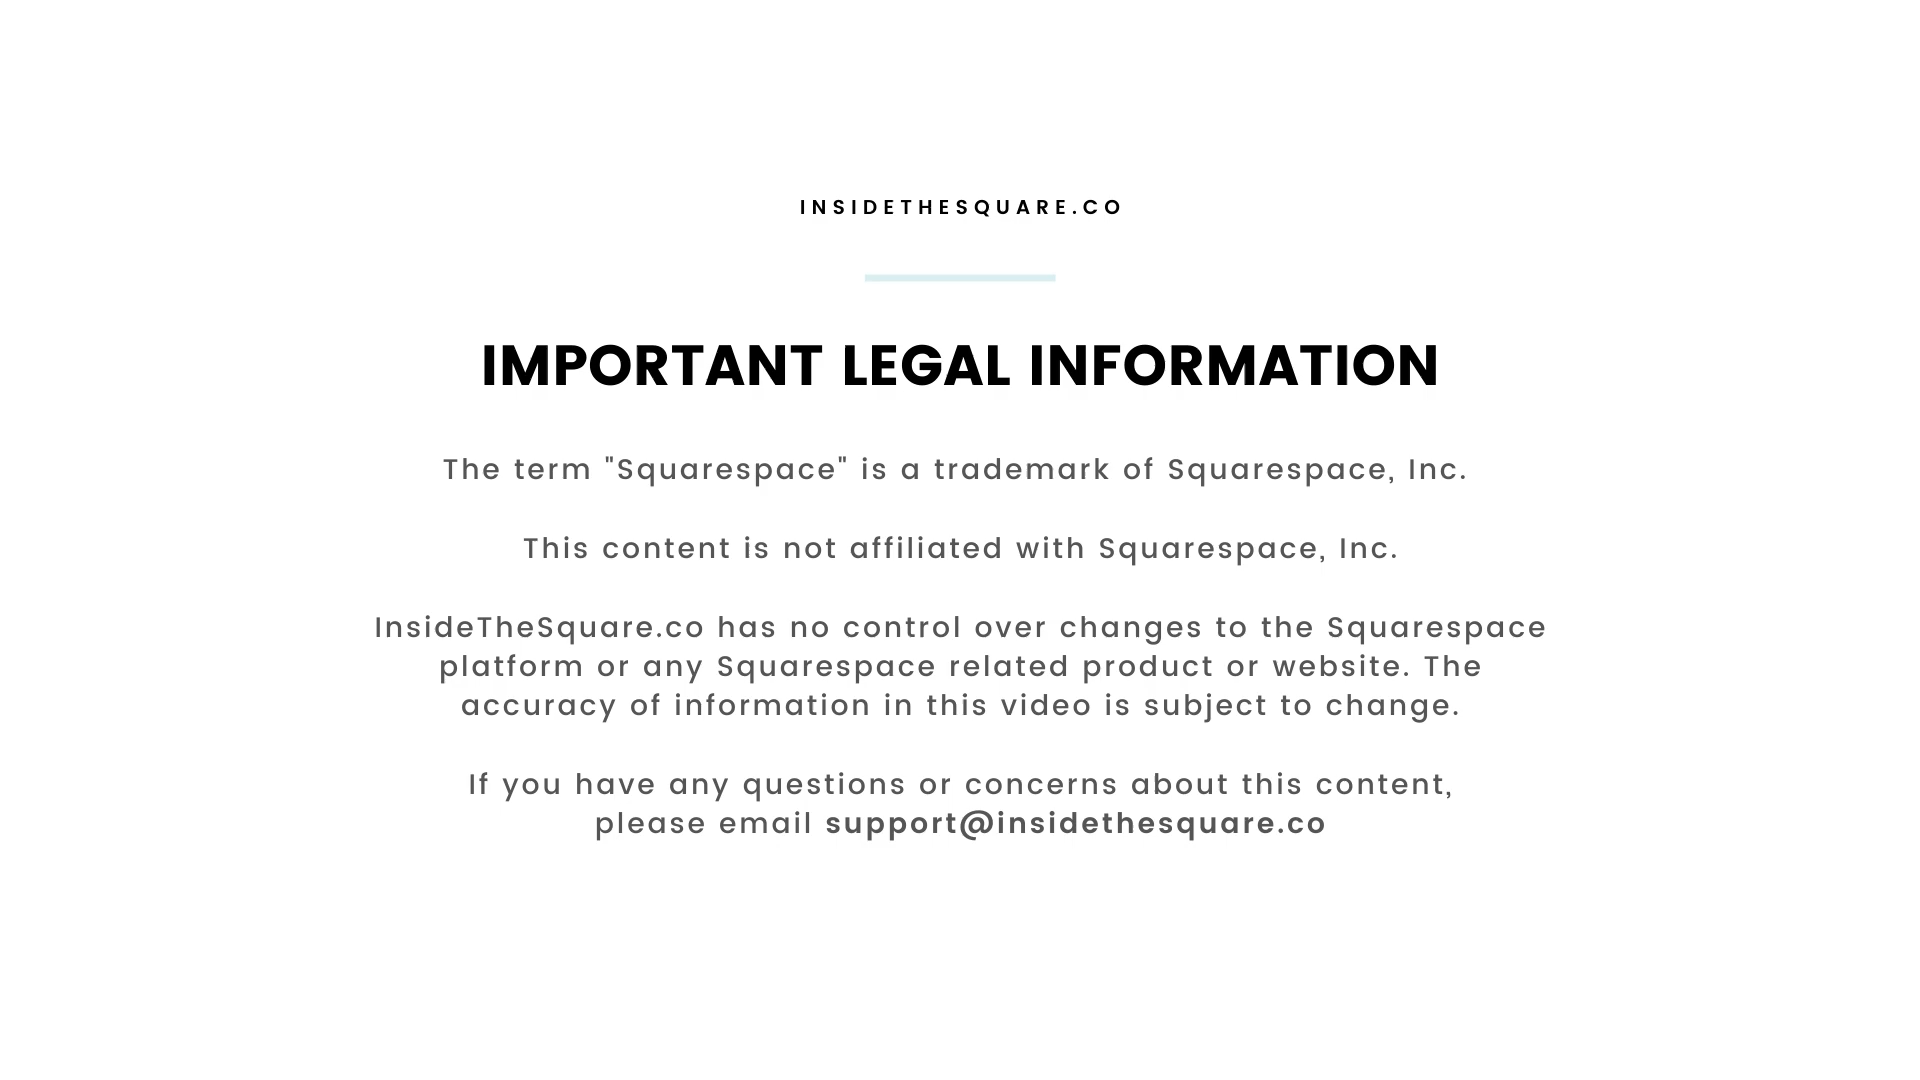 INSIDETHESQUARE.CO
IMPORTANT LEGAL INFORMATION
The term "Squarespace" is a trademark of Squarespace, Inc.
This content is not affiliated with Squarespace, Inc.
InsideTheSquare.co has no control over changes to the Squarespace
platform or any Squarespace related product or website. The
accuracy of information in this video is subject to change.
If you have any questions or concerns about this content,
please email support@insidethesquare.co